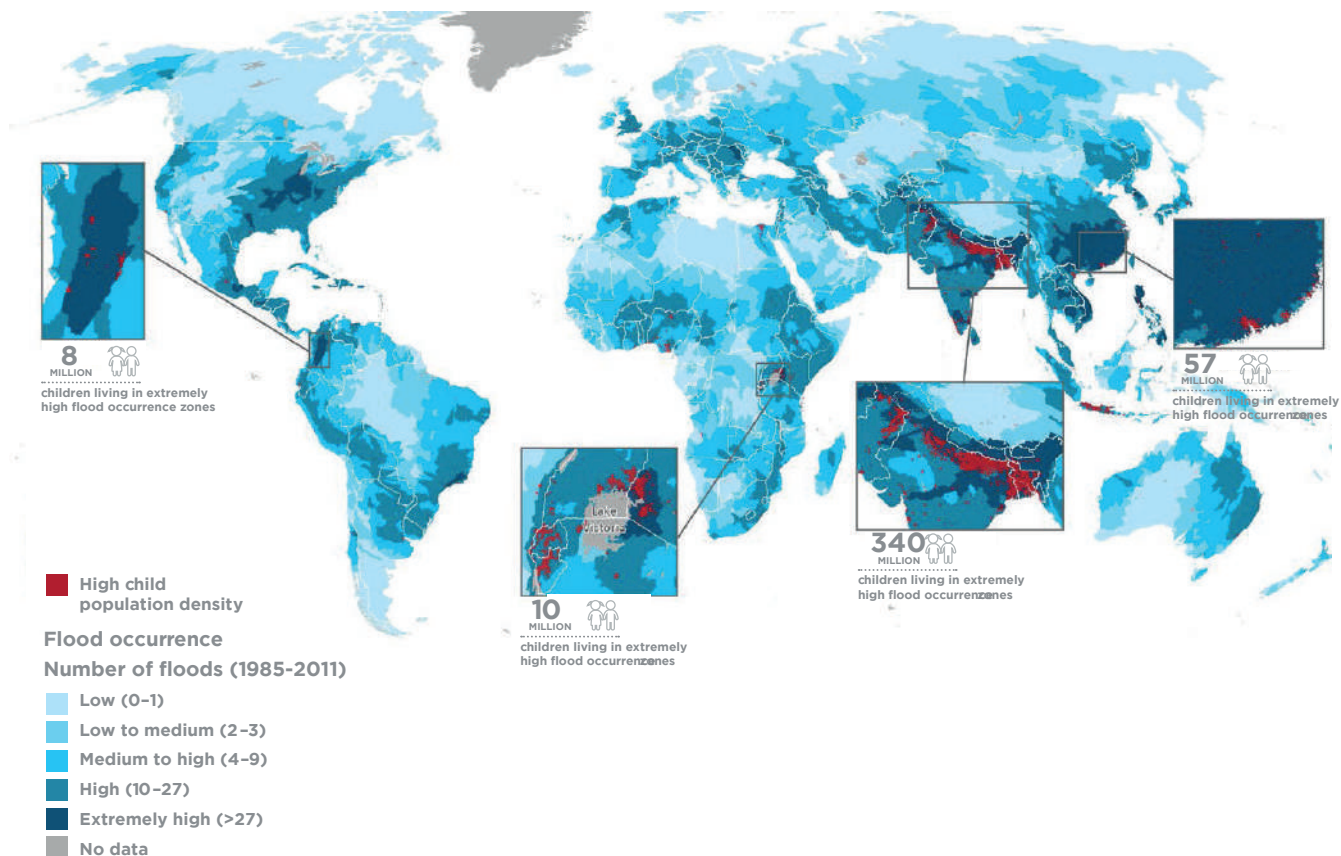 8
MILLION
children living in extremely
high flood occurrence zones
57
MILLION
children living in extremely
high flood occurrence zones
Lake
Victoria
340
MILLION
children living in extremely
high flood occurrence zones
10
MILLION
children living in extremely
high flood occurrence zones
High child
population density
Flood occurrence
Number of floods (1985-2011)
Low (0–1)
Low to medium (2–3)
Medium to high (4–9)
High (10–27)
Extremely high (>27)
No data